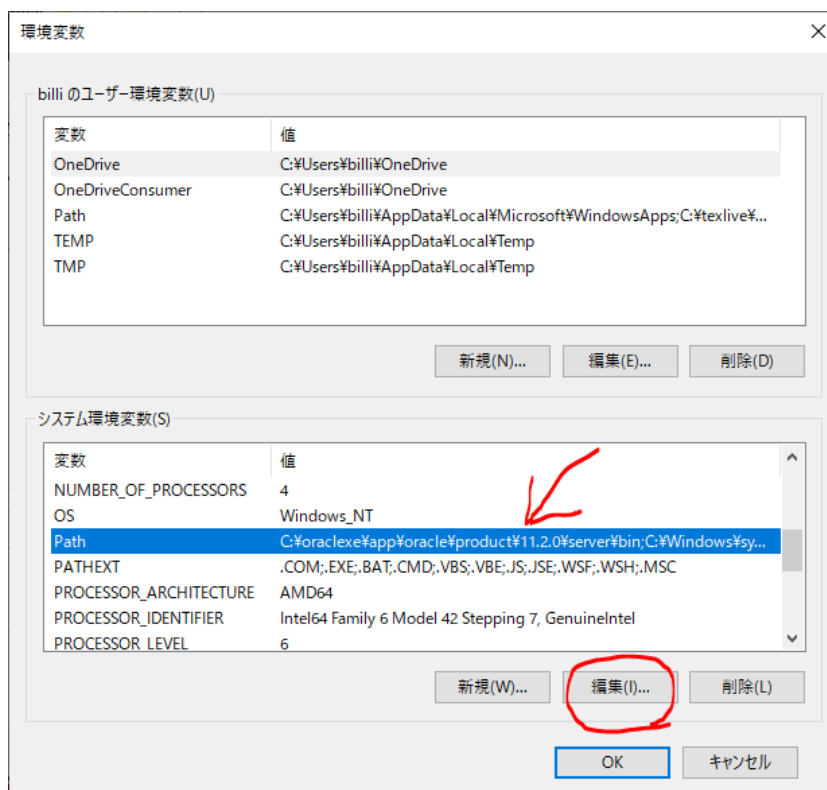 環境変数
billi のユーザー環境変数(U)
変数 値
OneDrive C:¥Users¥billi¥OneDrive
OneDriveConsumer C:¥Users¥billi¥OneDrive
Path C:¥Users¥billi¥AppData¥Local¥Microsoft¥WindowsApps;C:¥texlive¥...
TEMP C:¥Users¥billi¥AppData¥Local¥Temp
TMP C:¥Users¥billi¥AppData¥Local¥Temp
新規(N)... 編集(E)... 削除(D)
システム環境変数(S)
変数 値
NUMBER_OF_PROCESSORS 4
OS Windows_NT
Path C:¥oraclexe¥app¥oracle¥product¥11.2.0¥server¥bin;C:¥Windows¥sy...
PATHEXT .COM;.EXE;.BAT;.CMD;.VBS;.VBE;.JS;.JSE;.WSF;.WSH;.MSC
PROCESSOR_ARCHITECTURE AMD64
PROCESSOR_IDENTIFIER Intel64 Family 6 Model 42 Stepping 7, GenuineIntel
PROCESSOR_LEVEL 6
新規(W)... 編集(I)... 削除(L)
OK キャンセル